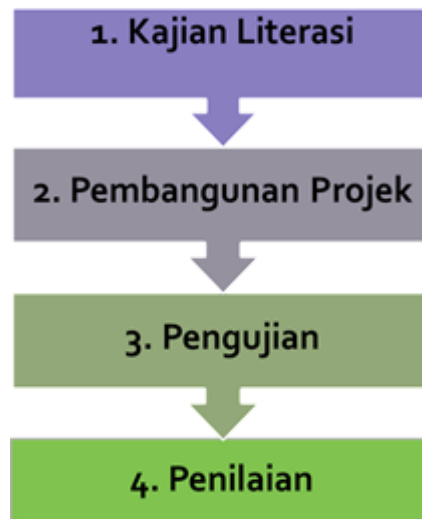 1. Kajian Literasi
2. Pembangunan Projek
3. Pengujian
4. Penilaian